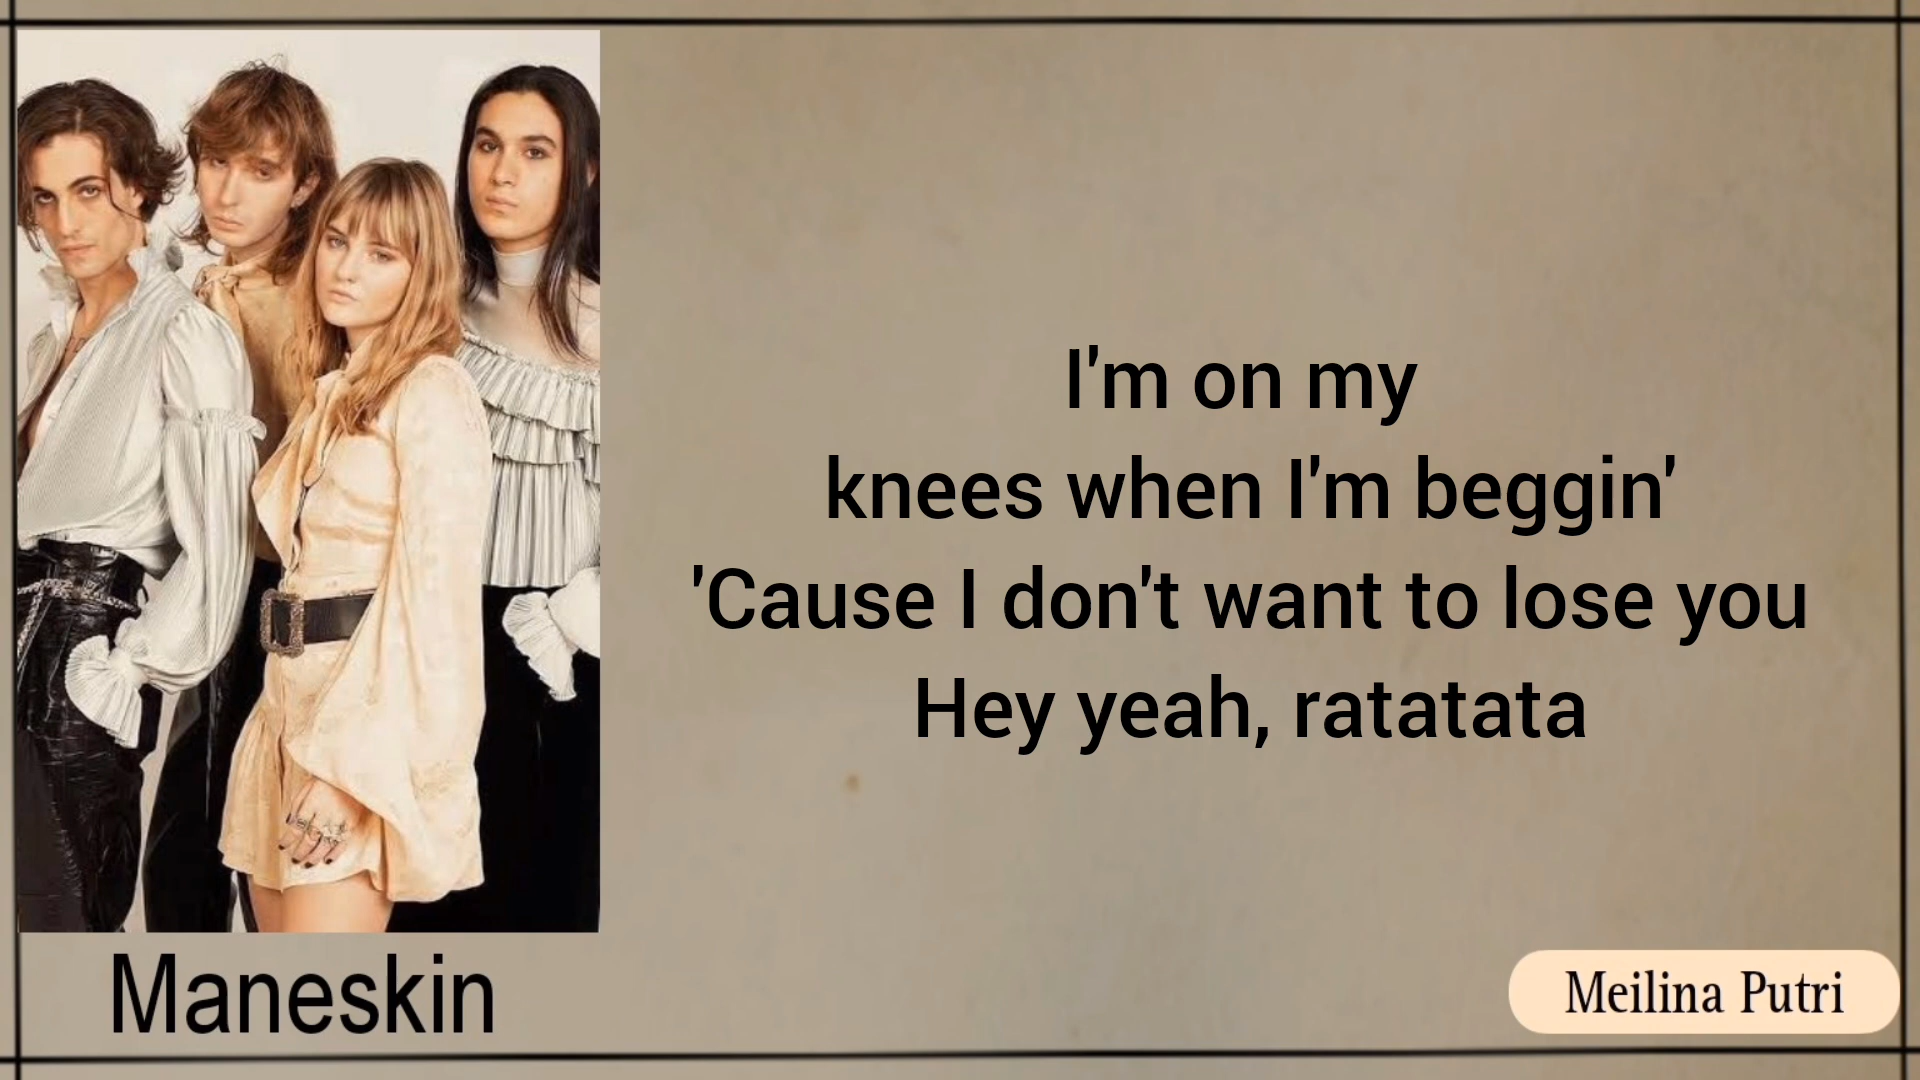 I'm on my
knees when I'm beggin'
'Cause I don't want to lose you
Hey yeah, ratatata
Maneskin
Meilina Putri